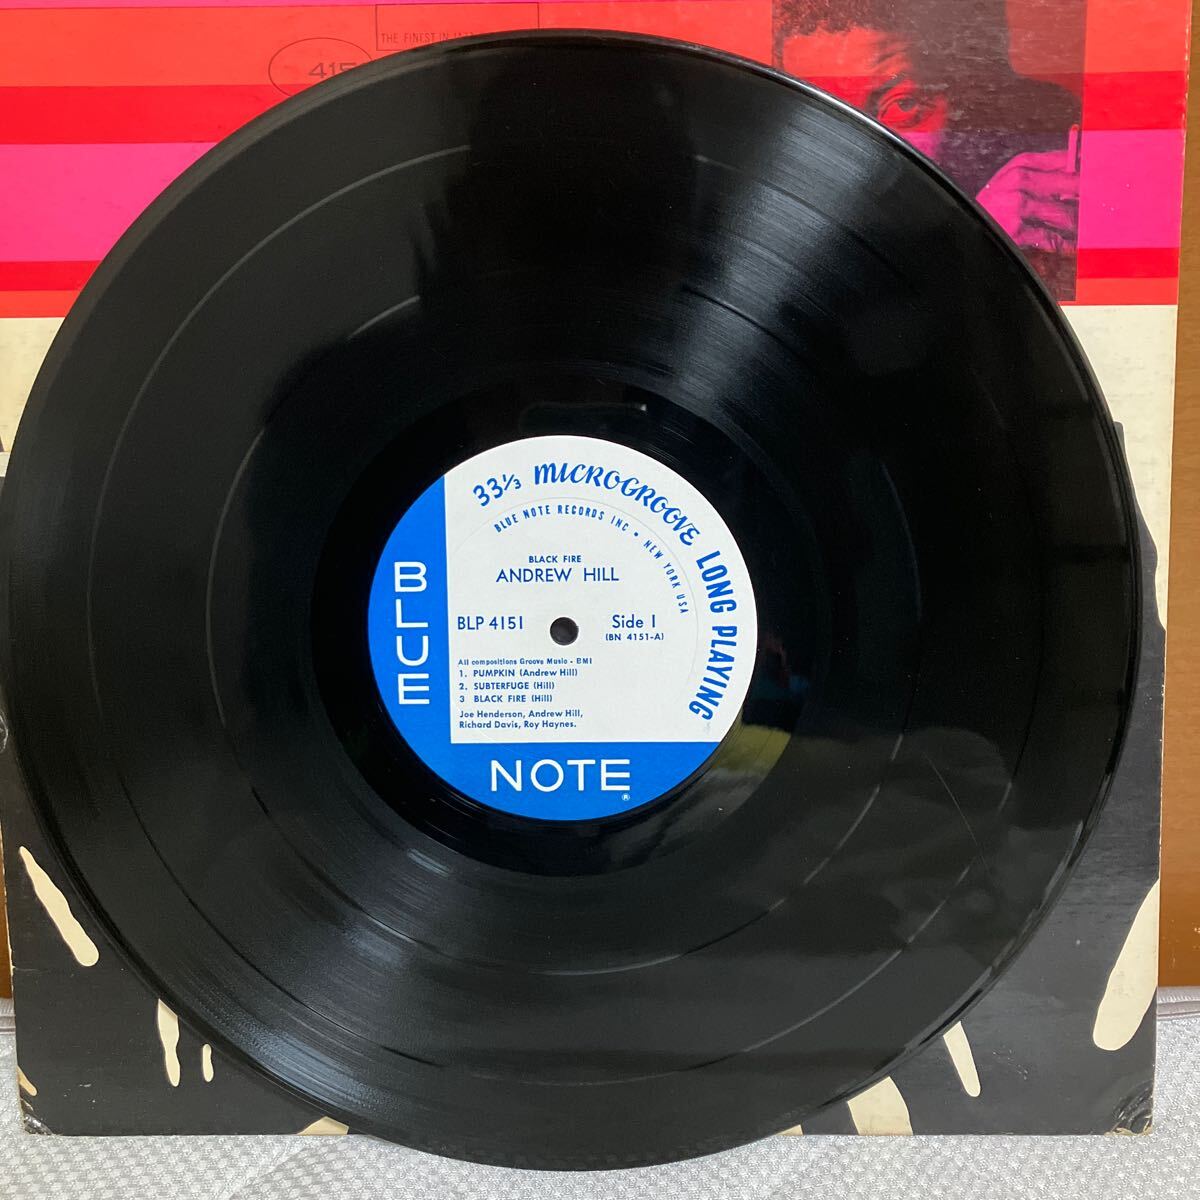 THE FINEST IN JAZZ
415
33⅓ MICROGROOVE LONG PLAYING
BLUE NOTE RECORDS INC • NEW YORK USA
BLACK FIRE
ANDREW HILL
BLP 4151 Side 1
(BN 4151-A)
All compositions Groove Music - BMI
1. PUMPKIN (Andrew Hill)
2. SUBTERFUGE (Hill)
3 BLACK FIRE (Hill)
Joe Henderson, Andrew Hill,
Richard Davis, Roy Haynes.
BLUE
NOTE
®